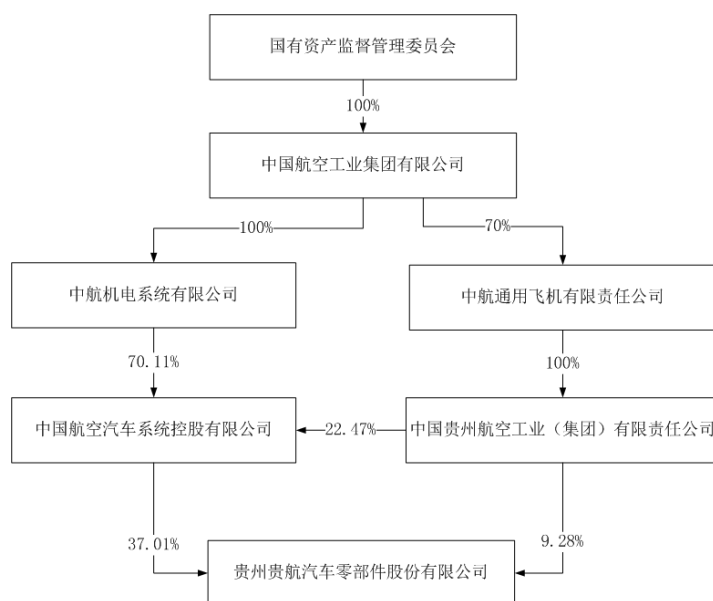 国有资产监督管理委员会
100%
中国航空工业集团有限公司
100%
70%
中航机电系统有限公司
中航通用飞机有限责任公司
70.11%
100%
中国航空汽车系统控股有限公司
22.47%
中国贵州航空工业（集团）有限责任公司
37.01%
9.28%
贵州贵航汽车零部件股份有限公司